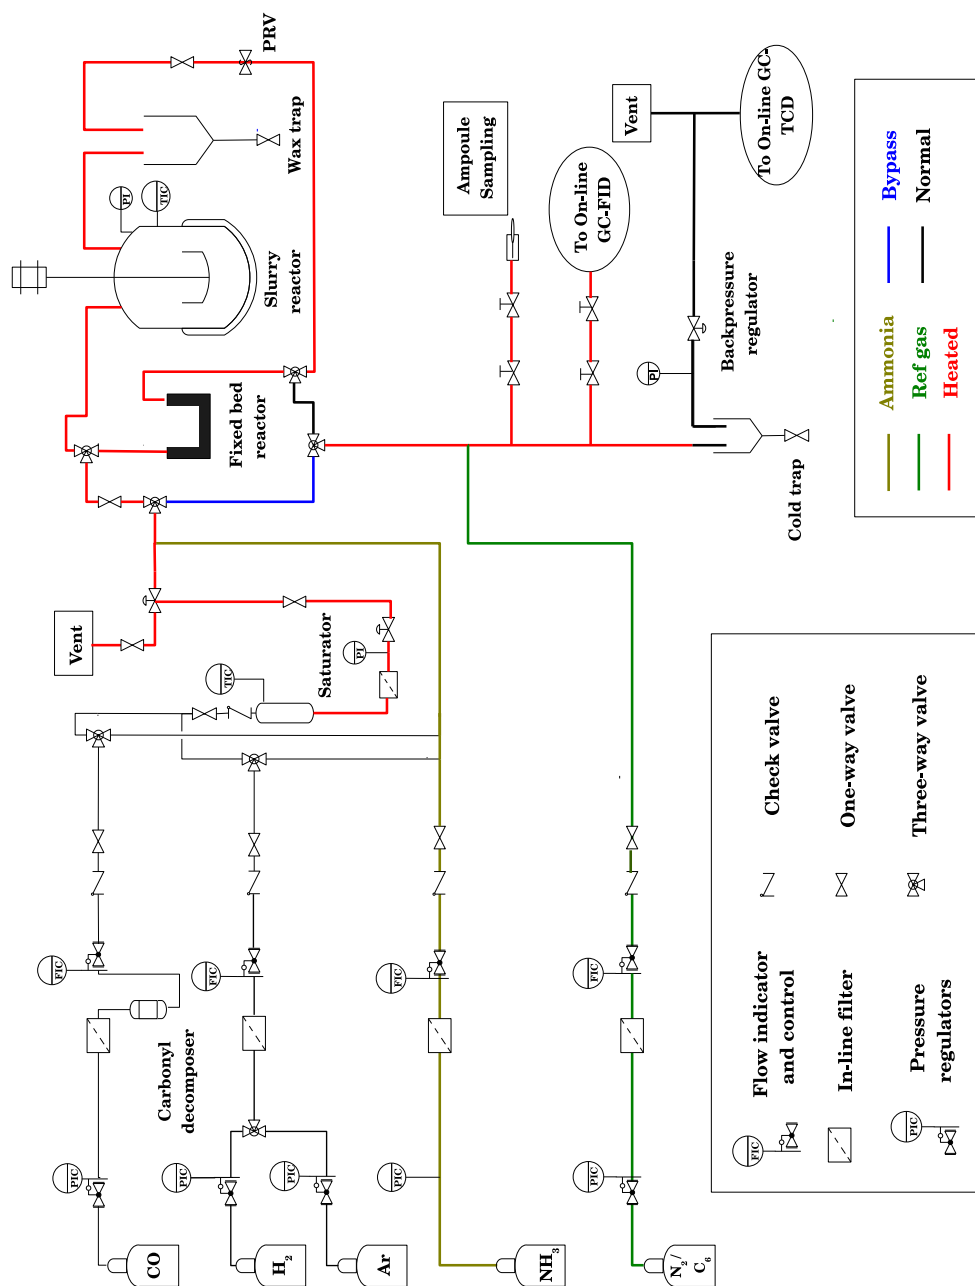 CO
H2
Ar
NH3
N2/
C6
PIC
PIC
PIC
PIC
PIC
Carbonyl
decomposer
FIC
FIC
FIC
FIC
Vent
TIC
Saturator
PI
Fixed bed
reactor
Slurry
reactor
PI
TIC
Wax trap
PRV
Ampoule
Sampling
To On-line
GC-FID
Vent
To On-line GC-
TCD
PI
Backpressure
regulator
Cold trap
FIC
Flow indicator
and control
In-line filter
PIC
Pressure
regulators
Check valve
One-way valve
Three-way valve
Ammonia
Ref gas
Heated
Bypass
Normal